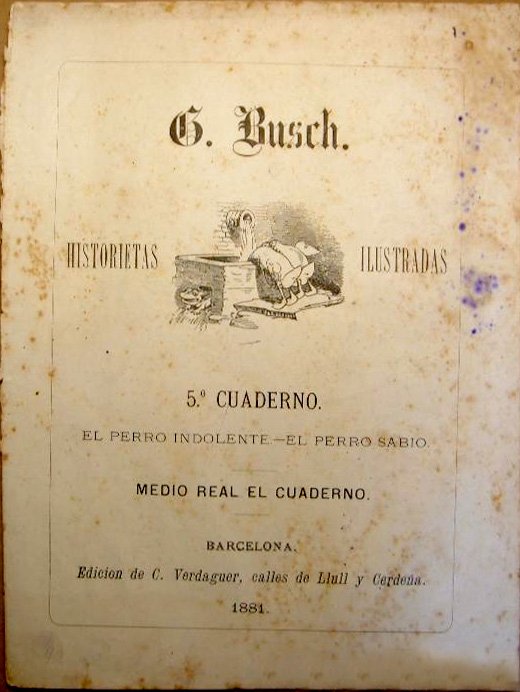 G. Busch.
HISTORIETAS ILUSTRADAS
5.º CUADERNO.
EL PERRO INDOLENTE.—EL PERRO SABIO.
MEDIO REAL EL CUADERNO.
BARCELONA.
Edicion de C. Verdaguer, calles de Llull y Cerdeña.
1881.